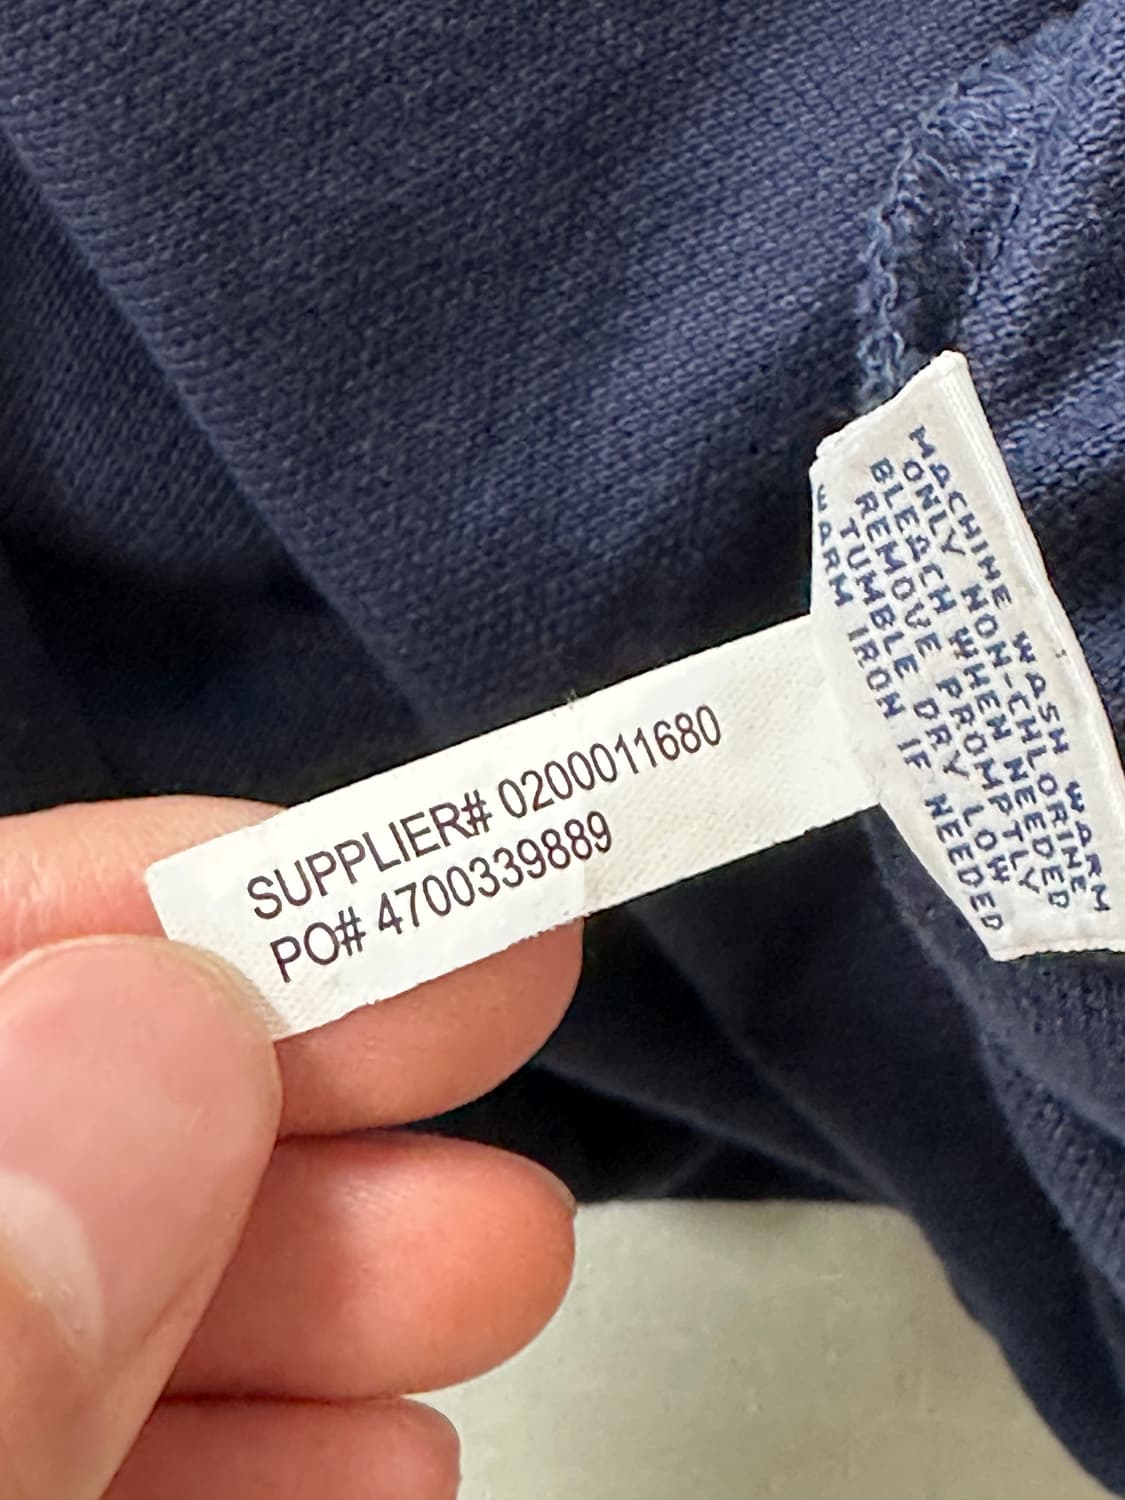 SUPPLIER# 0200011680
PO# 4700339889
MACHINE WASH WARM
ONLY NON-CHLORINE
BLEACH WHEN NEEDED
REMOVE PROMPTLY
TUMBLE DRY LOW
WARM IRON IF NEEDED